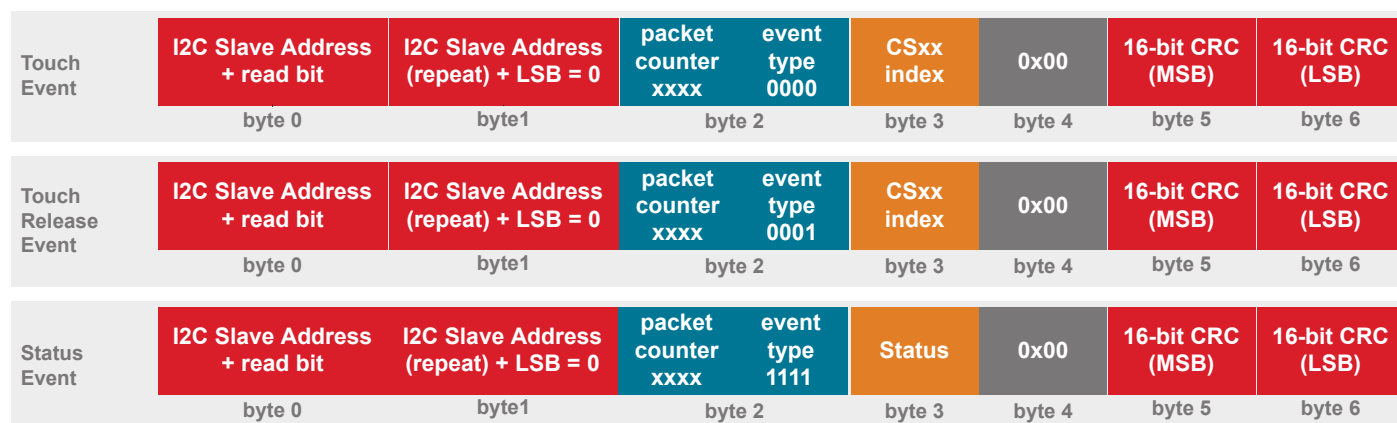 Touch Event
I2C Slave Address + read bit
I2C Slave Address (repeat) + LSB = 0
packet counter xxxx
event type 0000
CSxx index
0x00
16-bit CRC (MSB)
16-bit CRC (LSB)
byte 0
byte1
byte 2
byte 3
byte 4
byte 5
byte 6
Touch Release Event
I2C Slave Address + read bit
I2C Slave Address (repeat) + LSB = 0
packet counter xxxx
event type 0001
CSxx index
0x00
16-bit CRC (MSB)
16-bit CRC (LSB)
byte 0
byte1
byte 2
byte 3
byte 4
byte 5
byte 6
Status Event
I2C Slave Address + read bit
I2C Slave Address (repeat) + LSB = 0
packet counter xxxx
event type 1111
Status
0x00
16-bit CRC (MSB)
16-bit CRC (LSB)
byte 0
byte1
byte 2
byte 3
byte 4
byte 5
byte 6